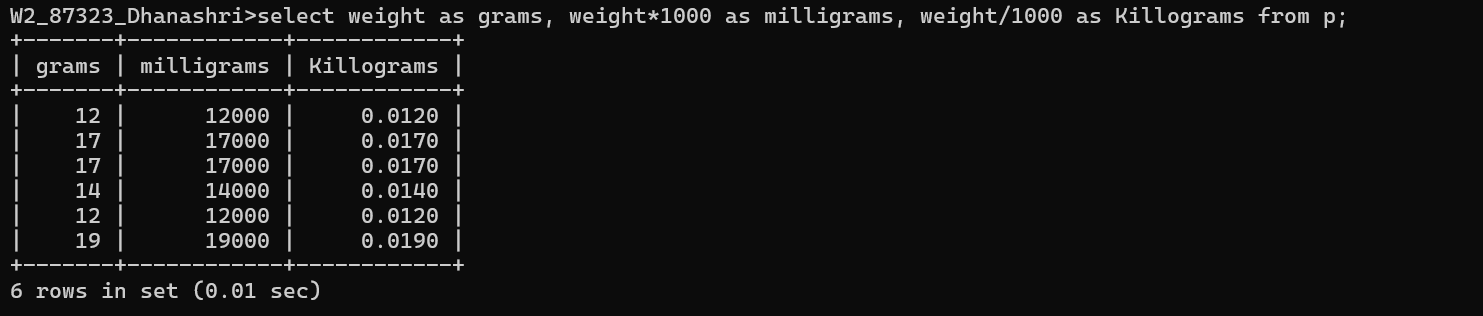 W2_87323_Dhanashri>select weight as grams, weight*1000 as milligrams, weight/1000 as Killograms from p;
+-------+------------+------------+
| grams | milligrams | Killograms |
+-------+------------+------------+
|    12 |      12000 |     0.0120 |
|    17 |      17000 |     0.0170 |
|    17 |      17000 |     0.0170 |
|    14 |      14000 |     0.0140 |
|    12 |      12000 |     0.0120 |
|    19 |      19000 |     0.0190 |
+-------+------------+------------+
6 rows in set (0.01 sec)